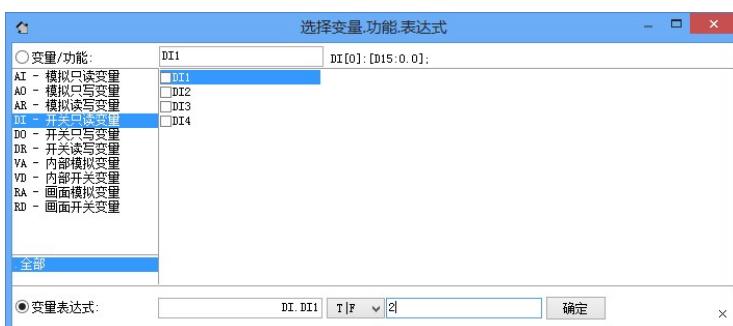 选择变量.功能.表达式
变量/功能: DI1 DI[0]:[D15:0.0];
AI - 模拟只读变量
AO - 模拟只写变量
AR - 模拟读写变量
DI - 开关只读变量
DO - 开关只写变量
DR - 开关读写变量
VA - 内部模拟变量
VD - 内部开关变量
RA - 画面模拟变量
RD - 画面开关变量
DI1
DI2
DI3
DI4
.全部
变量表达式: DI.DI1 T|F 2 确定